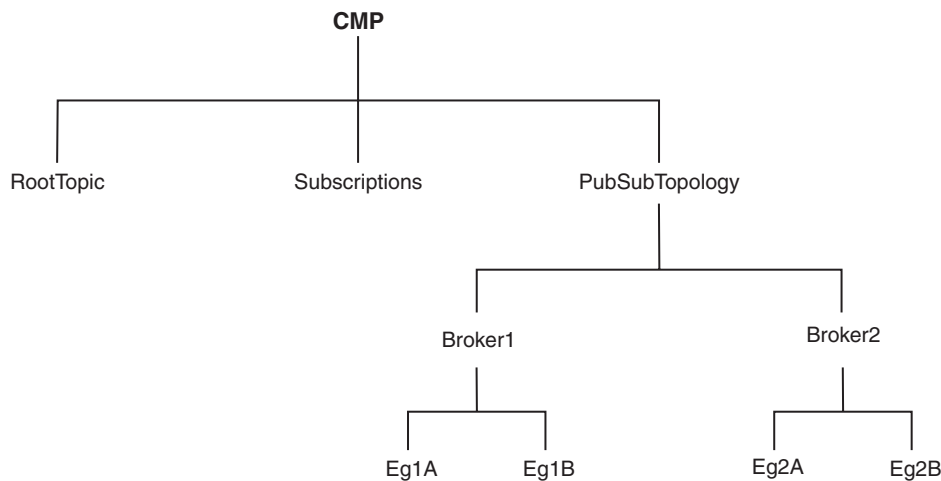 CMP
RootTopic
Subscriptions
PubSubTopology
Broker1
Broker2
Eg1A
Eg1B
Eg2A
Eg2B